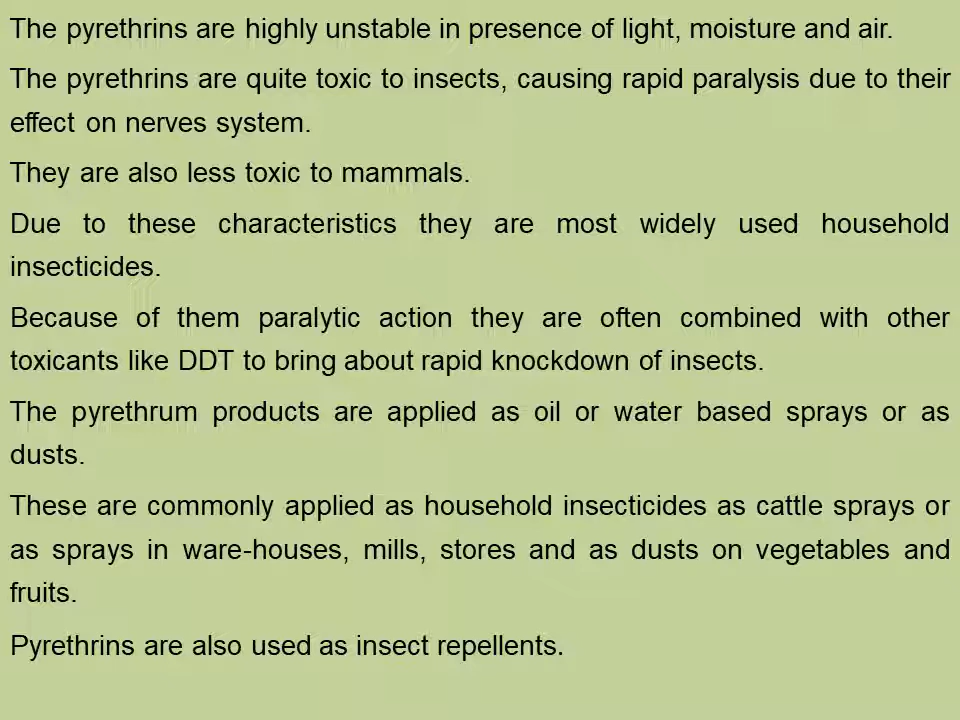 The pyrethrins are highly unstable in presence of light, moisture and air.
The pyrethrins are quite toxic to insects, causing rapid paralysis due to their
effect on nerves system.
They are also less toxic to mammals.
Due to these characteristics they are most widely used household
insecticides.
Because of them paralytic action they are often combined with other
toxicants like DDT to bring about rapid knockdown of insects.
The pyrethrum products are applied as oil or water based sprays or as
dusts.
These are commonly applied as household insecticides as cattle sprays or
as sprays in ware-houses, mills, stores and as dusts on vegetables and
fruits.
Pyrethrins are also used as insect repellents.